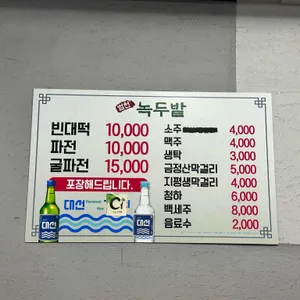 녹두밭
빈대떡 10,000
파전 10,000
굴파전 15,000
포장해드립니다.
대선
대선
대선
소주 4,000
맥주 4,000
생탁 3,000
금정산막걸리 5,000
지평생막걸리 4,000
청하 6,000
백세주 8,000
음료수 2,000